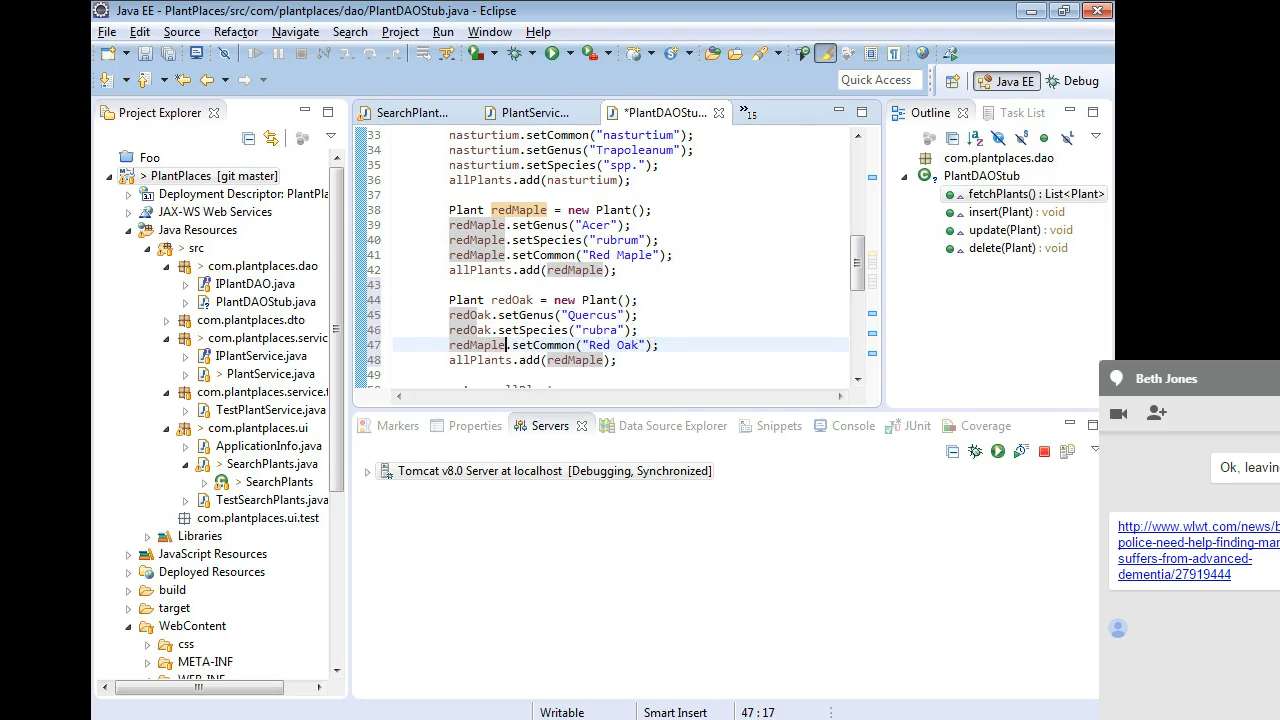 Java EE - PlantPlaces/src/com/plantplaces/dao/PlantDAOStub.java - Eclipse
File Edit Source Refactor Navigate Search Project Run Window Help
Quick Access
Java EE
Debug
Project Explorer
Foo
> PlantPlaces [git master]
Deployment Descriptor: PlantPl
JAX-WS Web Services
Java Resources
> src
> com.plantplaces.dao
IPlantDAO.java
PlantDAOStub.java
> com.plantplaces.dto
> com.plantplaces.servic
IPlantService.java
> PlantService.java
> com.plantplaces.service.t
TestPlantService.java
> com.plantplaces.ui
ApplicationInfo.java
> SearchPlants.java
> SearchPlants
TestSearchPlants.java
com.plantplaces.ui.test
Libraries
JavaScript Resources
Deployed Resources
build
target
WebContent
css
META-INF
WEB-INF
SearchPlant...
PlantServic...
*PlantDAOStu...
»15
33 nasturtium.setCommon("nasturtium");
34 nasturtium.setGenus("Trapoleanum");
35 nasturtium.setSpecies("spp.");
36 allPlants.add(nasturtium);
37
38 Plant redMaple = new Plant();
39 redMaple.setGenus("Acer");
40 redMaple.setSpecies("rubrum");
41 redMaple.setCommon("Red Maple");
42 allPlants.add(redMaple);
43
44 Plant redOak = new Plant();
45 redOak.setGenus("Quercus");
46 redOak.setSpecies("rubra");
47 redMaple.setCommon("Red Oak");
48 allPlants.add(redMaple);
49
Outline
Task List
com.plantplaces.dao
PlantDAOStub
fetchPlants() : List<Plant>
insert(Plant) : void
update(Plant) : void
delete(Plant) : void
Markers
Properties
Servers
Data Source Explorer
Snippets
Console
JUnit
Coverage
Tomcat v8.0 Server at localhost [Debugging, Synchronized]
Writable
Smart Insert
47 : 17
Beth Jones
Ok, leavin
http://www.wlwt.com/news/b
police-need-help-finding-mar
suffers-from-advanced-
dementia/27919444